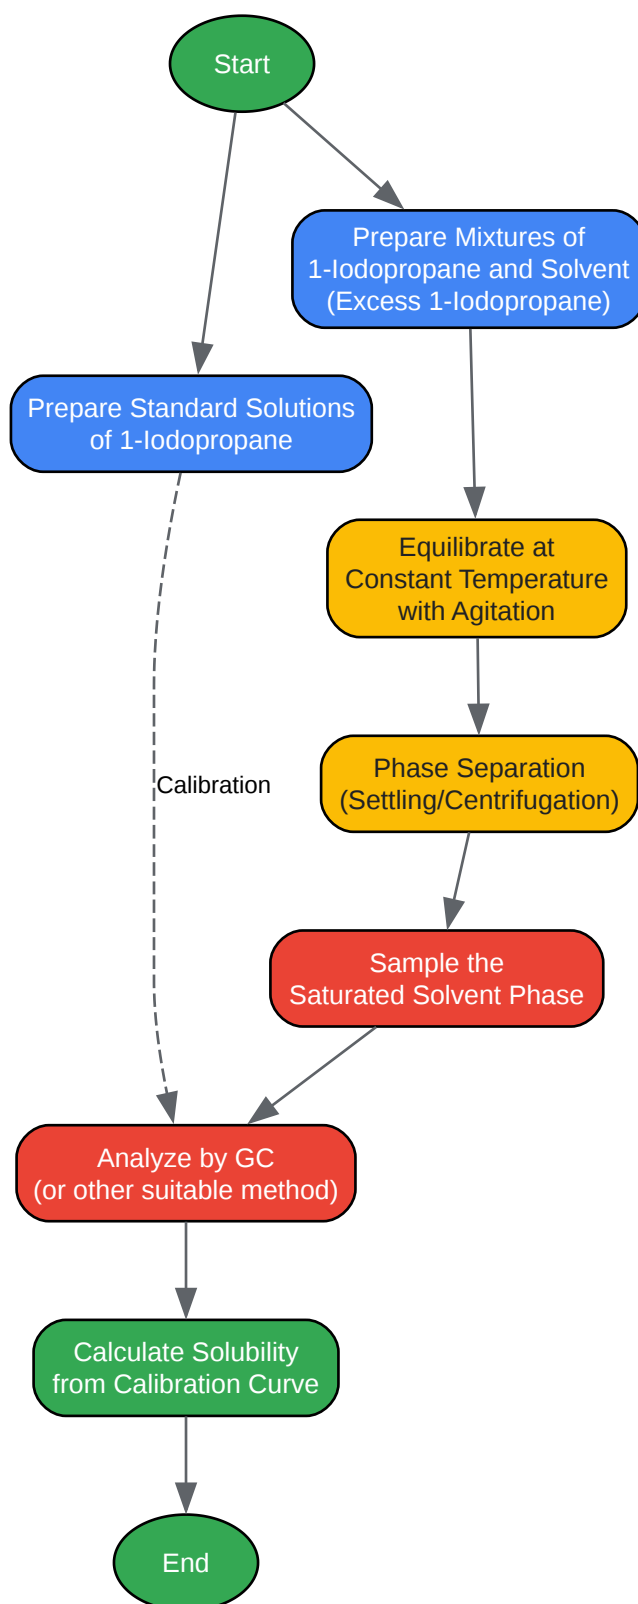 Start
Prepare Mixtures of
1-Iodopropane and Solvent
(Excess 1-Iodopropane)
Prepare Standard Solutions
of 1-Iodopropane
Equilibrate at
Constant Temperature
with Agitation
Phase Separation
(Settling/Centrifugation)
Calibration
Sample the
Saturated Solvent Phase
Analyze by GC
(or other suitable method)
Calculate Solubility
from Calibration Curve
End